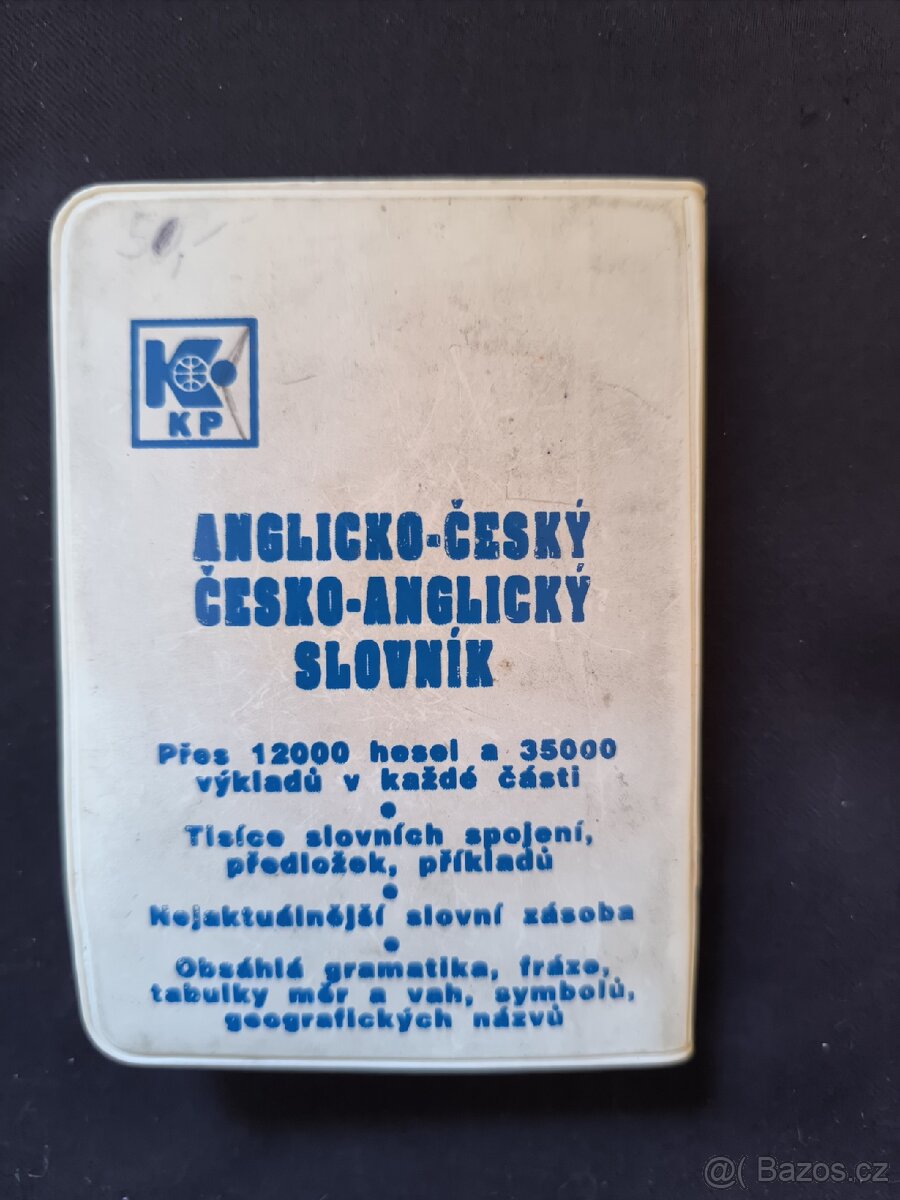 50,-
K
KP
ANGLICKO-ČESKÝ
ČESKO-ANGLICKÝ
SLOVNÍK
Přes 12000 hesel a 35000
výkladů v každé části
●
Tisíce slovních spojení,
předložek, příkladů
●
Nejaktuálnější slovní zásoba
●
Obsáhlá gramatika, fráze,
tabulky měr a vah, symbolů,
geografických názvů
@( Bazos.cz